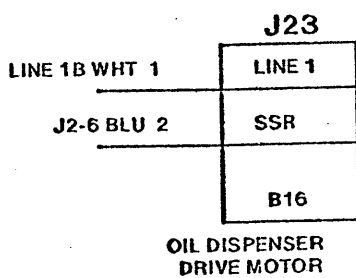 J23
LINE 1B WHT 1 LINE 1
J2-6 BLU 2 SSR
B16
OIL DISPENSER
DRIVE MOTOR